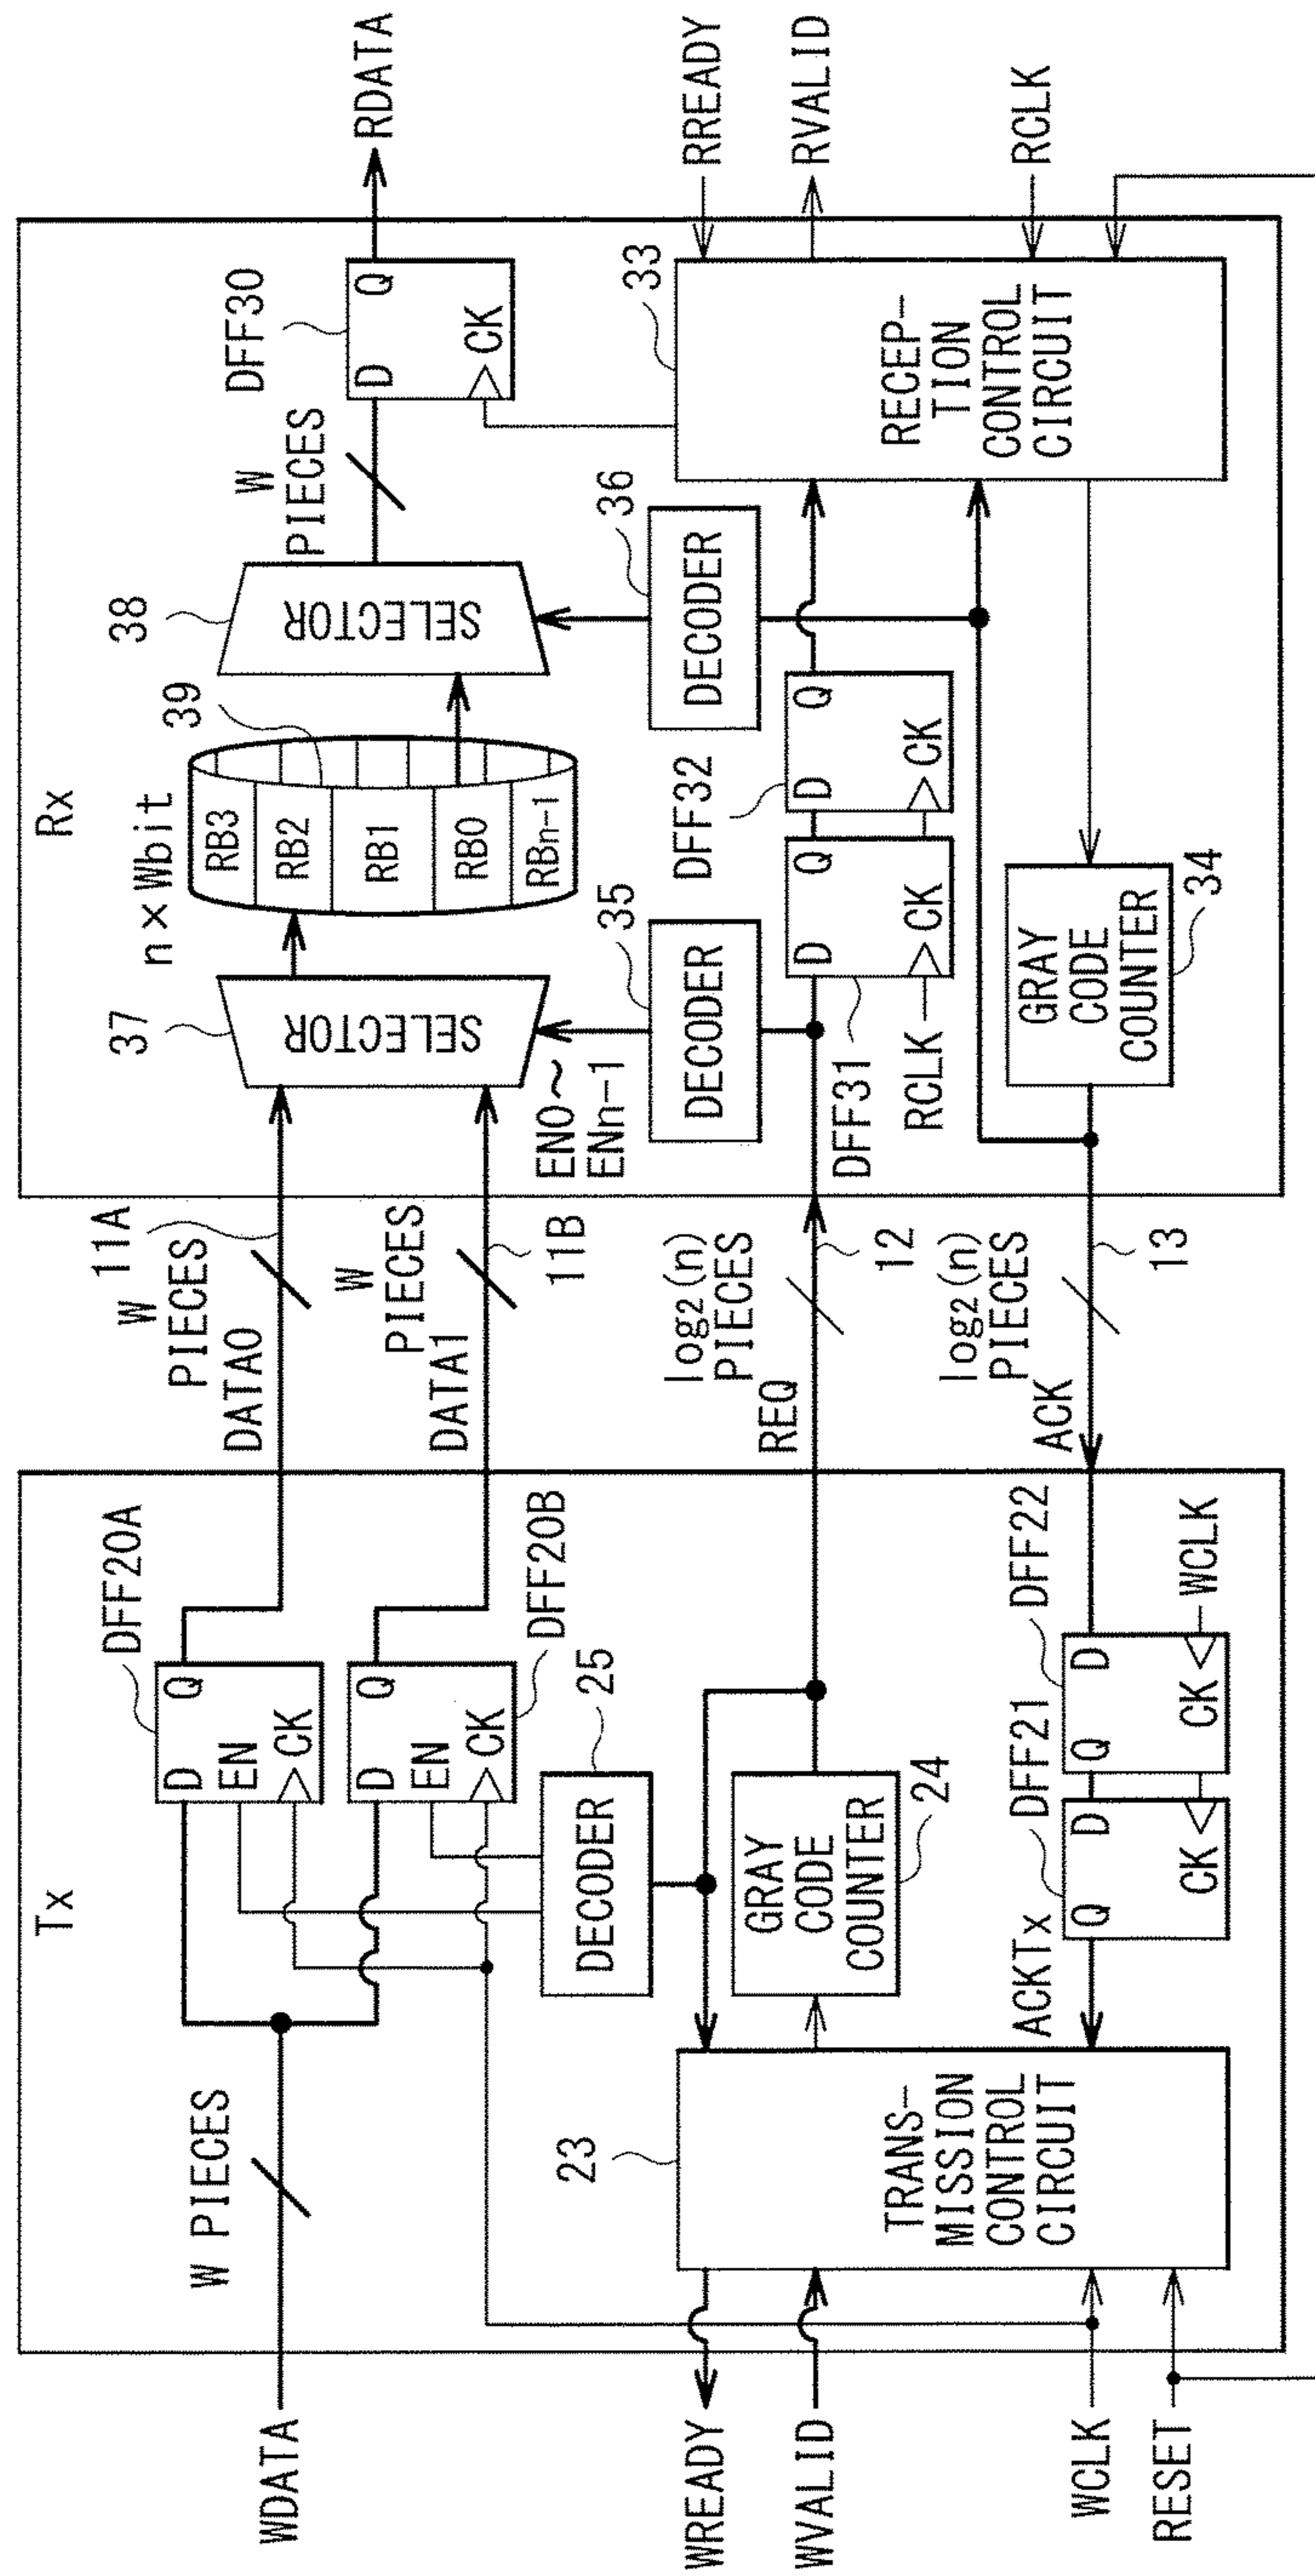 Tx
WDATA
W PIECES
DFF20A
D
Q
EN
CK
DFF20B
D
Q
EN
CK
DECODER
25
GRAY
CODE
COUNTER
24
23
TRANS-
MISSION
CONTROL
CIRCUIT
WREADY
WVALID
WCLK
RESET
ACKTx
DFF21
Q
D
CK
DFF22
Q
D
CK
WCLK
11A
W
PIECES
DATA0
W
PIECES
11B
DATA1
log2(n)
PIECES
REQ
12
log2(n)
PIECES
ACK
13
Rx
n×Wbit
37
SELECTOR
RB3
RB2
RB1
RB0
RBn-1
39
38
SELECTOR
W
PIECES
DFF30
D
Q
CK
RDATA
EN0~
ENn-1
35
DECODER
36
DECODER
DFF31
D
Q
CK
RCLK
DFF32
D
Q
CK
GRAY
CODE
COUNTER
34
33
RECEP-
TION
CONTROL
CIRCUIT
RREADY
RVALID
RCLK